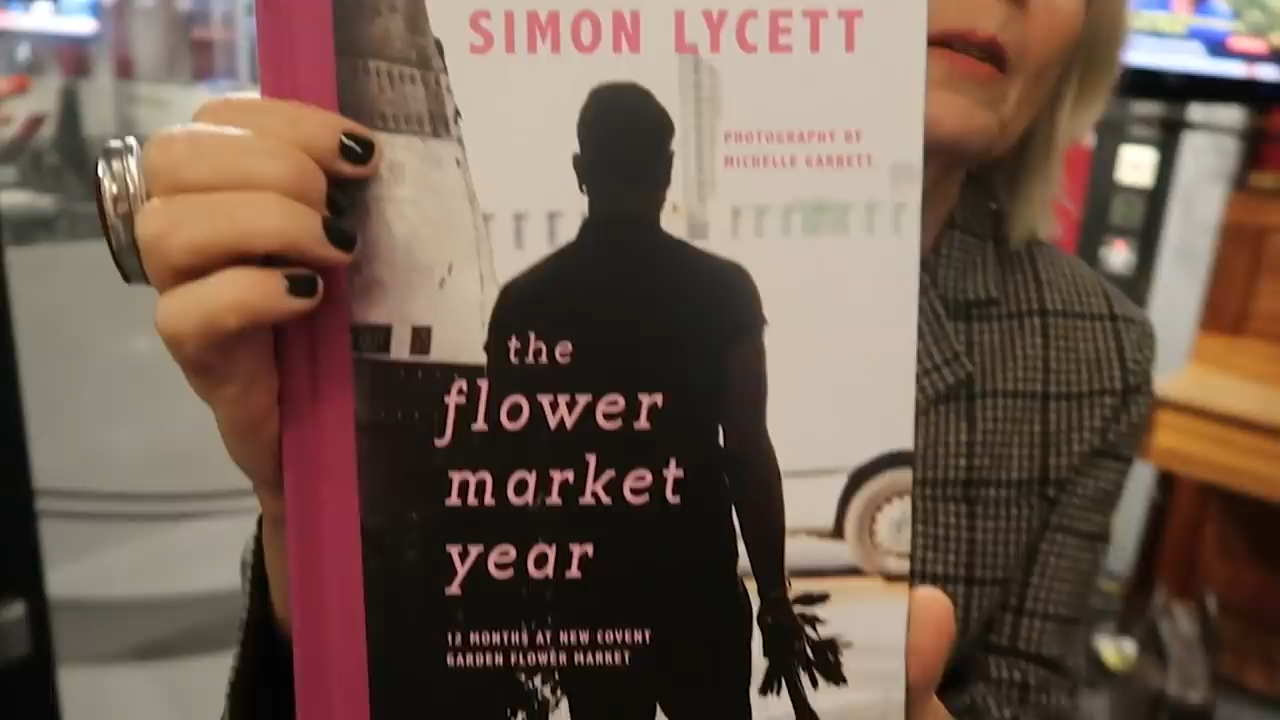 SIMON LYCETT
PHOTOGRAPHY BY
MICHELLE GARRETT
the
flower
market
year
12 MONTHS AT NEW COVENT
GARDEN FLOWER MARKET